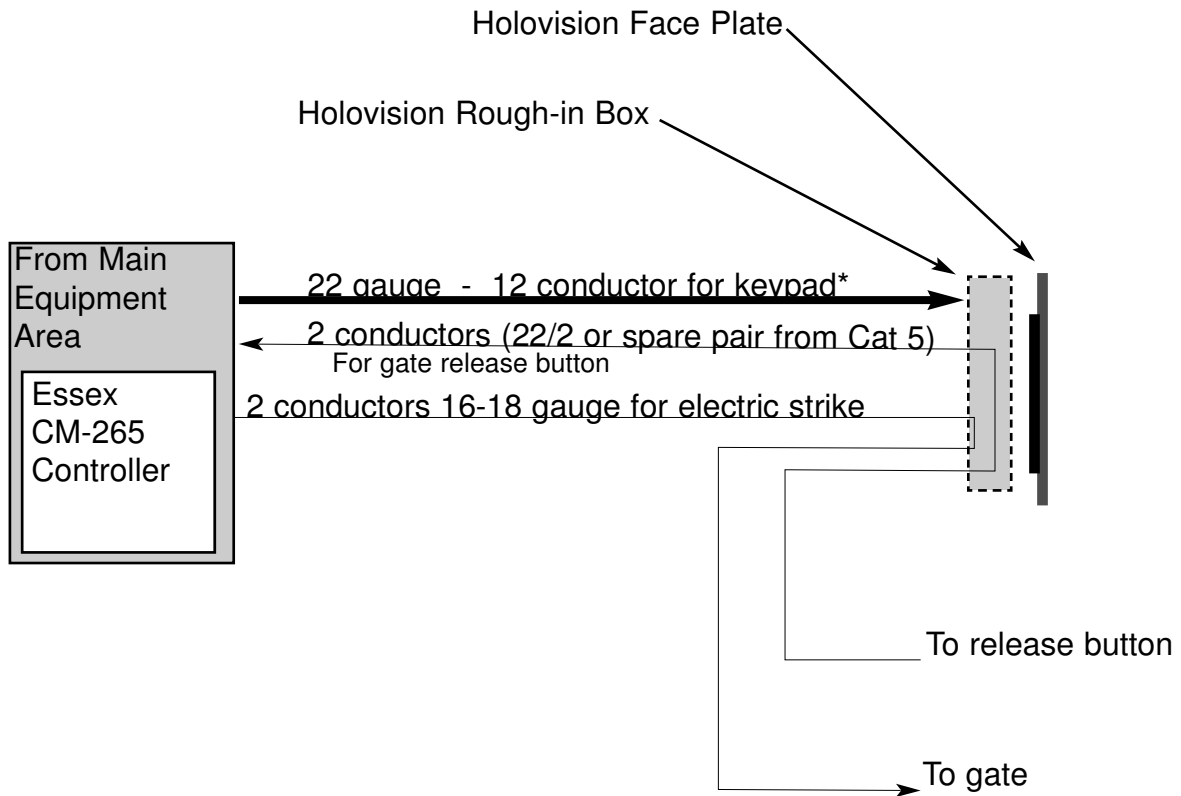 Holovision Face Plate
Holovision Rough-in Box
From Main
Equipment
Area
22 gauge - 12 conductor for keypad*
2 conductors (22/2 or spare pair from Cat 5)
For gate release button
Essex
CM-265
Controller
2 conductors 16-18 gauge for electric strike
To release button
To gate